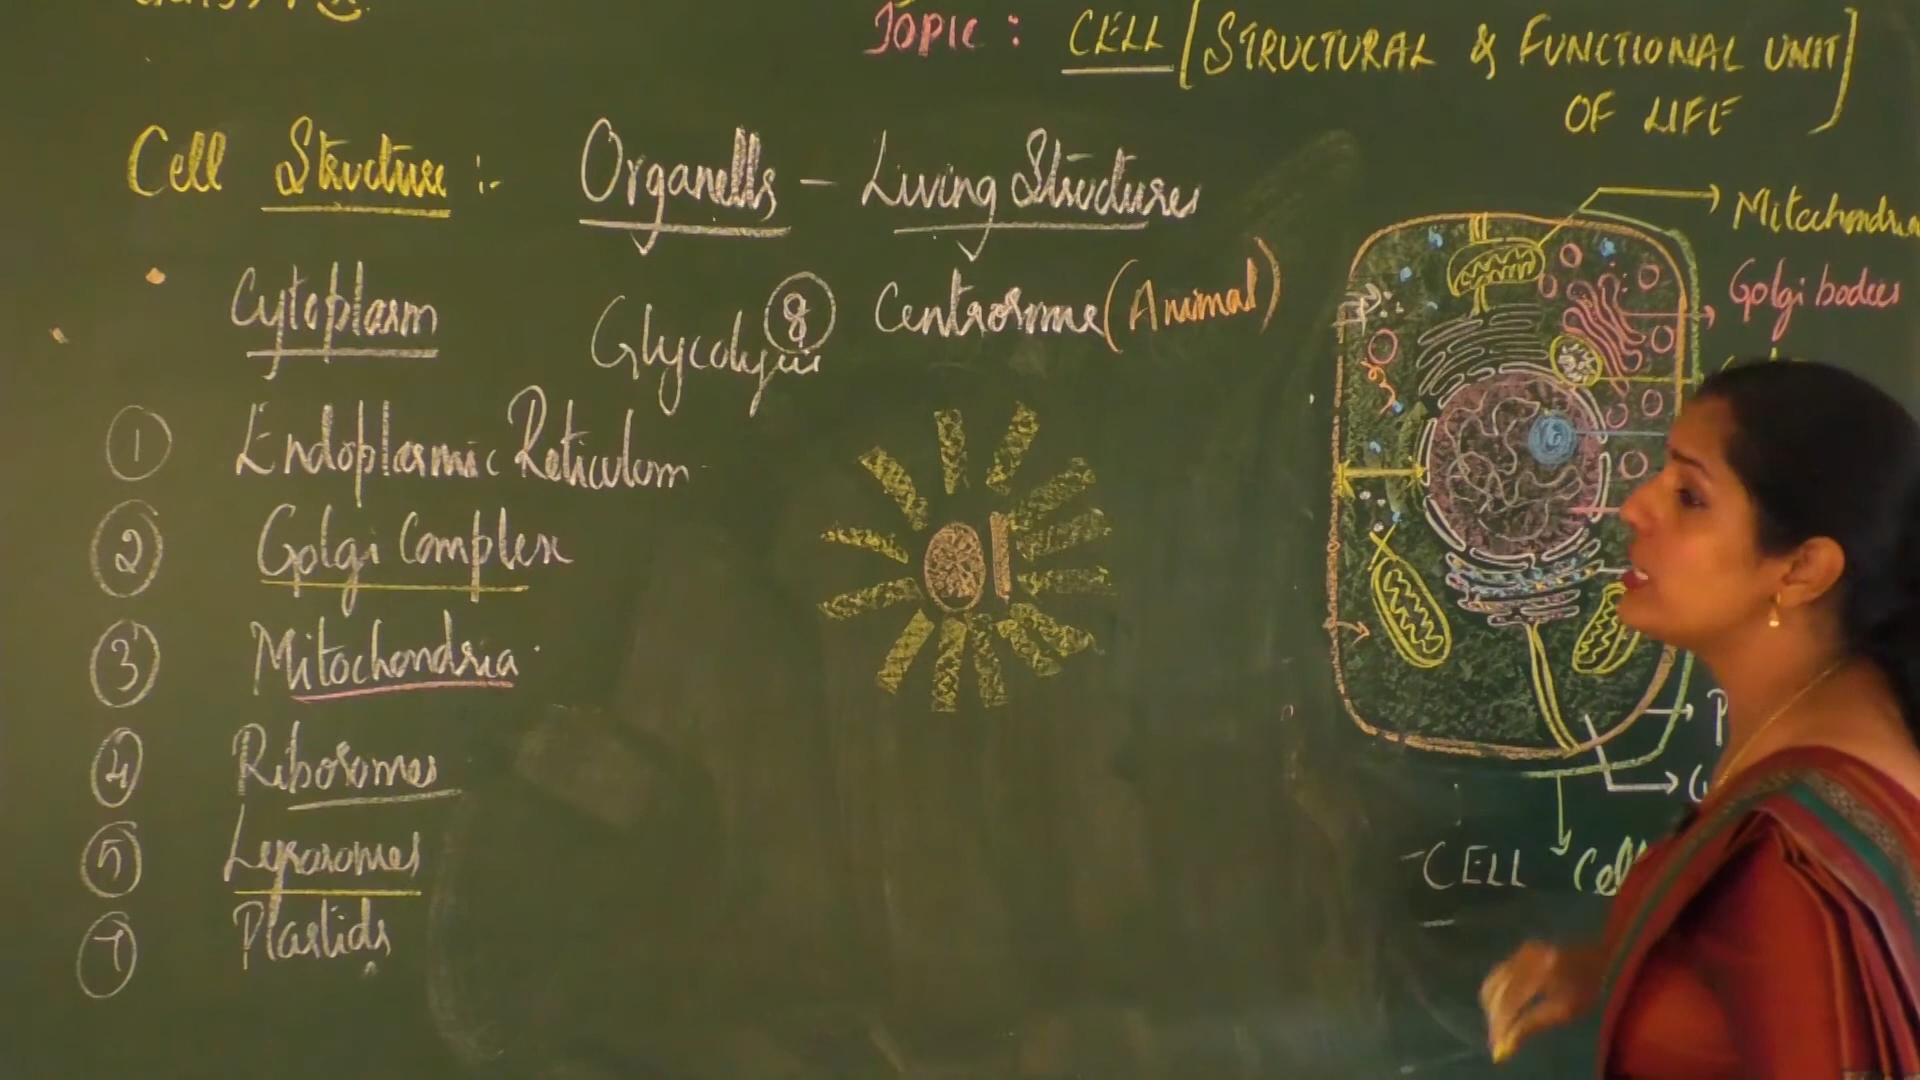 TOPIC : CELL [STRUCTURAL & FUNCTIONAL UNIT
OF LIFE]
Cell Structure :- Organells - Living Structures
Cytoplasm Glycolysis
8 Centrosome (Animal)
1 Endoplasmic Reticulum
2 Golgi Complex
3 Mitochondria
4 Ribosomes
5 Lysosomes
7 Plastids
Mitochondria
Golgi bodies
CELL
Cell